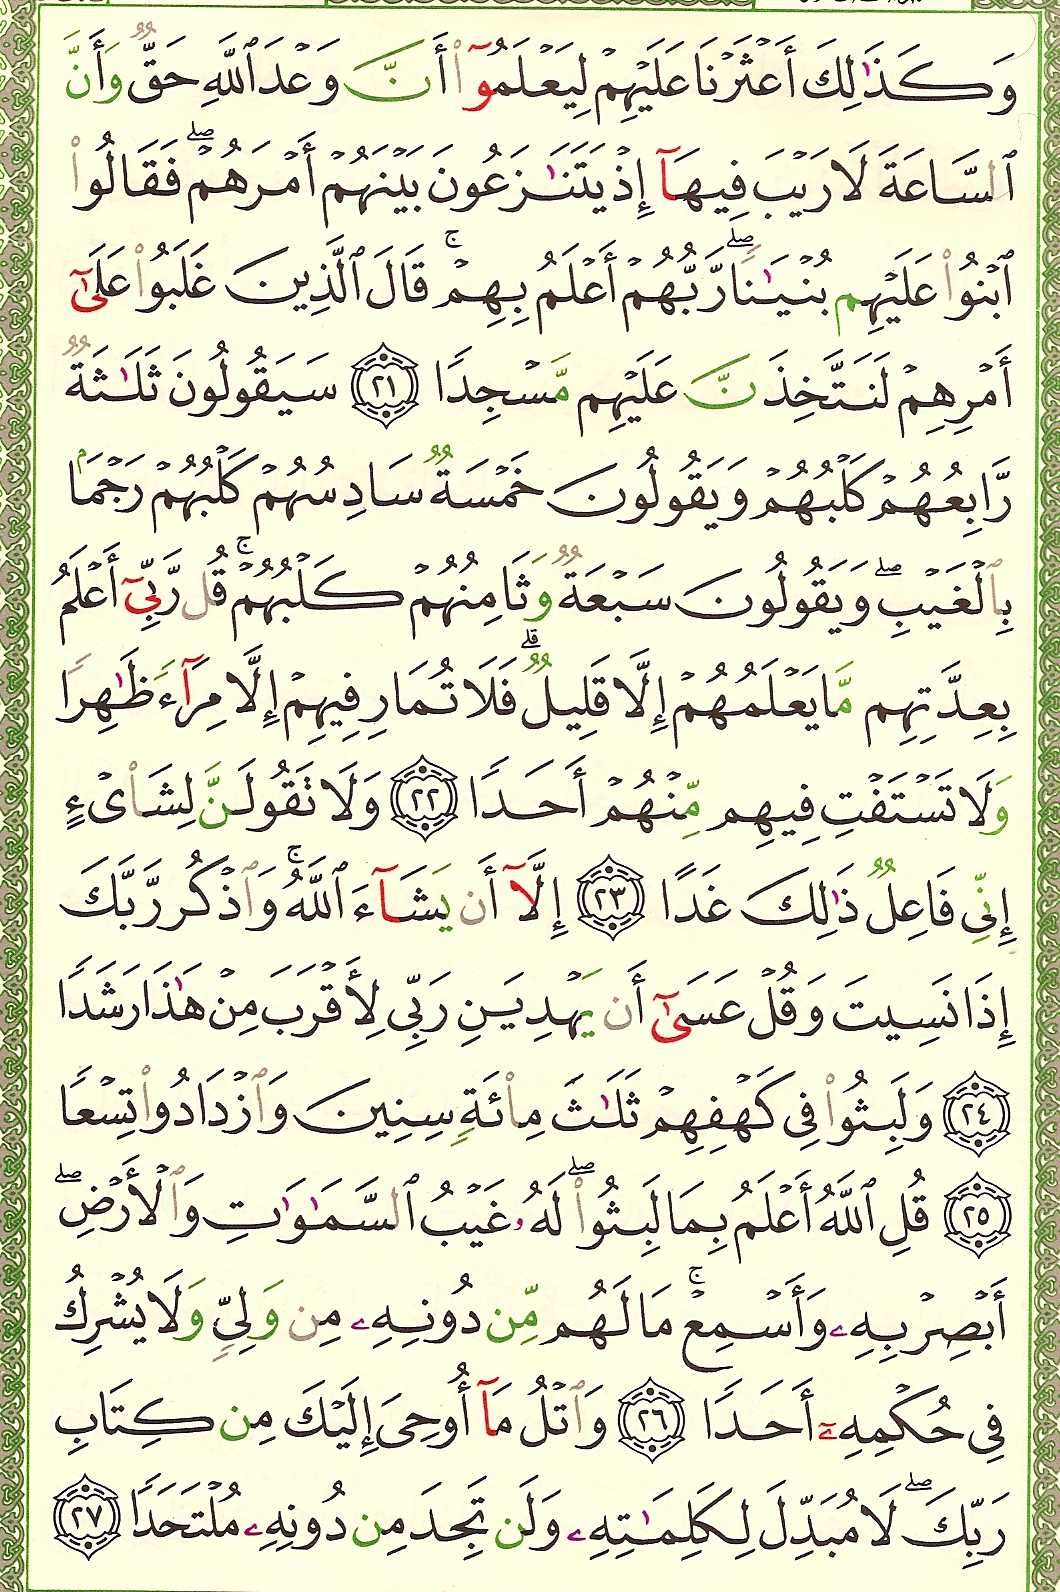 وَكَذَٰلِكَ أَعْثَرْنَا عَلَيْهِمْ لِيَعْلَمُوٓا۟ أَنَّ وَعْدَ ٱللَّهِ حَقٌّ وَأَنَّ
ٱلسَّاعَةَ لَا رَيْبَ فِيهَآ إِذْ يَتَنَٰزَعُونَ بَيْنَهُمْ أَمْرَهُمْ ۖ فَقَالُوا۟
ٱبْنُوا۟ عَلَيْهِم بُنْيَٰنًا ۖ رَّبُّهُمْ أَعْلَمُ بِهِمْ ۚ قَالَ ٱلَّذِينَ غَلَبُوا۟ عَلَىٰٓ
أَمْرِهِمْ لَنَتَّخِذَنَّ عَلَيْهِم مَّسْجِدًا ٢١ سَيَقُولُونَ ثَلَٰثَةٌ
رَّابِعُهُمْ كَلْبُهُمْ وَيَقُولُونَ خَمْسَةٌ سَادِسُهُمْ كَلْبُهُمْ رَجْمًۢا
بِٱلْغَيْبِ ۖ وَيَقُولُونَ سَبْعَةٌ وَثَامِنُهُمْ كَلْبُهُمْ ۚ قُل رَّبِّىٓ أَعْلَمُ
بِعِدَّتِهِم مَّا يَعْلَمُهُمْ إِلَّا قَلِيلٌ ۗ فَلَا تُمَارِ فِيهِمْ إِلَّا مِرَآءً ظَٰهِرًا
وَلَا تَسْتَفْتِ فِيهِم مِّنْهُمْ أَحَدًا ٢٢ وَلَا تَقُولَنَّ لِشَا۟ىْءٍ
إِنِّى فَاعِلٌ ذَٰلِكَ غَدًا ٢٣ إِلَّآ أَن يَشَآءَ ٱللَّهُ ۚ وَٱذْكُر رَّبَّكَ
إِذَا نَسِيتَ وَقُلْ عَسَىٰٓ أَن يَهْدِيَنِ رَبِّى لِأَقْرَبَ مِنْ هَٰذَا رَشَدًا
٢٤ وَلَبِثُوا۟ فِى كَهْفِهِمْ ثَلَٰثَ مِا۟ئَةٍ سِنِينَ وَٱزْدَادُوا۟ تِسْعًا
٢٥ قُلِ ٱللَّهُ أَعْلَمُ بِمَا لَبِثُوا۟ ۖ لَهُۥ غَيْبُ ٱلسَّمَٰوَٰتِ وَٱلْأَرْضِ ۖ
أَبْصِرْ بِهِۦ وَأَسْمِعْ ۚ مَا لَهُم مِّن دُونِهِۦ مِن وَلِىٍّ وَلَا يُشْرِكُ
فِى حُكْمِهِۦٓ أَحَدًا ٢٦ وَٱتْلُ مَآ أُوحِىَ إِلَيْكَ مِن كِتَابِ
رَبِّكَ ۖ لَا مُبَدِّلَ لِكَلِمَٰتِهِۦ وَلَن تَجِدَ مِن دُونِهِۦ مُلْتَحَدًا ٢٧